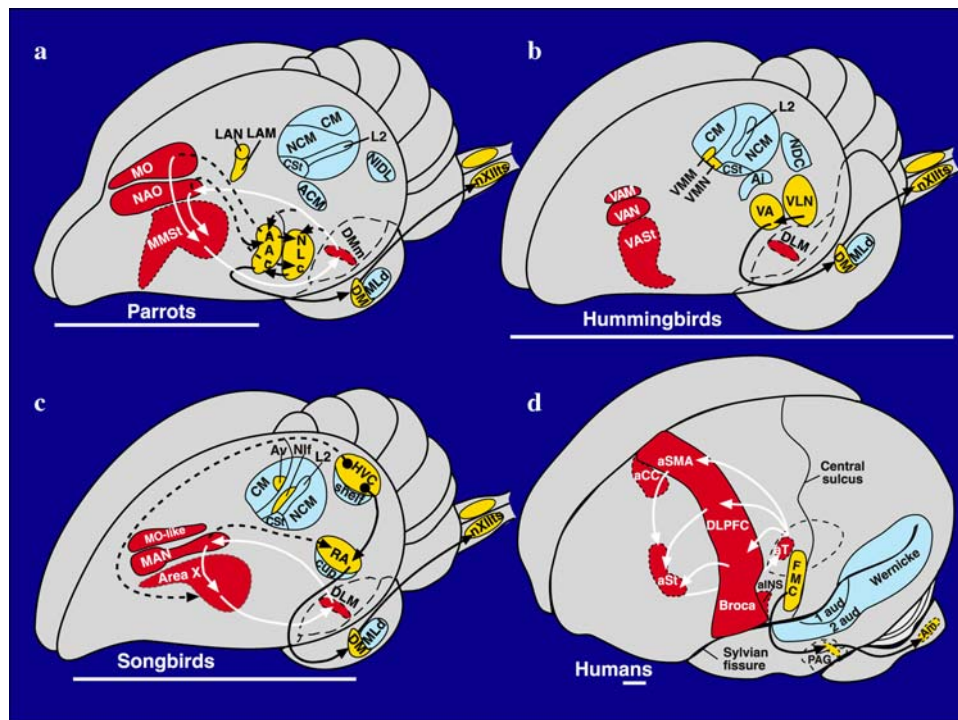 a
LAN LAM
CM
L2
NCM
CSt
NIDL
ACM
MO
NAO
MMSt
A
A
c
N
L
c
DMm
DM
MLd
nXIIts
Parrots
b
CM
L2
NCM
CSt
NDC
Ai
VMM
VMN
VAM
VAN
VASt
VA
VLN
DLM
DM
MLd
nXIIts
Hummingbirds
c
Av
NIf
L2
CM
NCM
CSt
HVC
shelf
MO-like
MAN
Area X
RA
cup
DLM
DM
MLd
nXIIts
Songbirds
d
aSMA
aCC
Central
sulcus
DLPFC
aT
aSt
FMC
aINS
Wernicke
1 aud
2 aud
Broca
Sylvian
fissure
PAG
Am
Humans